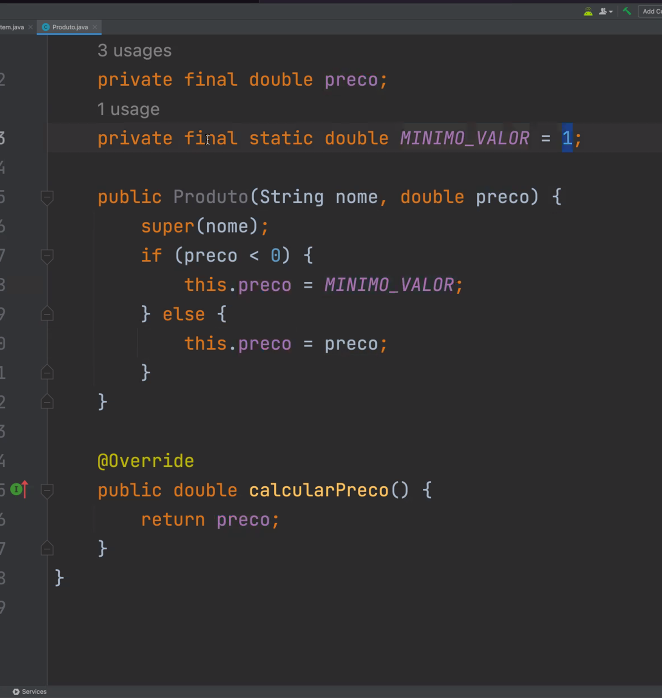 tem.java Produto.java Add Co
3 usages
2 private final double preco;
1 usage
3 private final static double MINIMO_VALOR = 1;
4
5 public Produto(String nome, double preco) {
6 super(nome);
7 if (preco < 0) {
8 this.preco = MINIMO_VALOR;
9 } else {
0 this.preco = preco;
1 }
2 }
3
4 @Override
5 public double calcularPreco() {
6 return preco;
7 }
8 }
9
Services